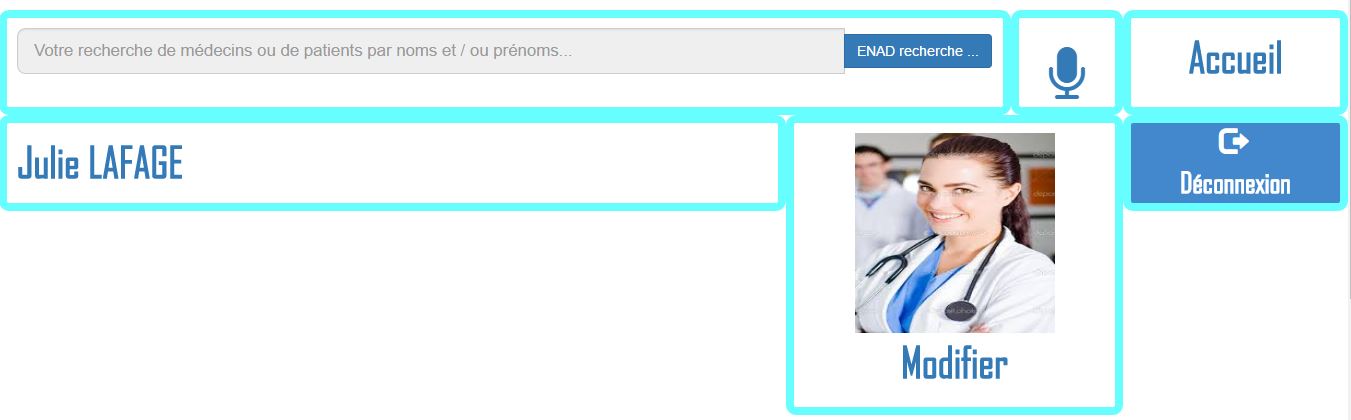 Votre recherche de médecins ou de patients par noms et / ou prénoms...
ENAD recherche ...
Accueil
Julie LAFAGE
Déconnexion
Modifier